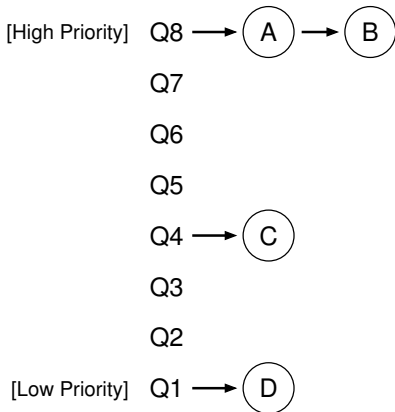 [High Priority] Q8 A B
Q7
Q6
Q5
Q4 C
Q3
Q2
[Low Priority] Q1 D